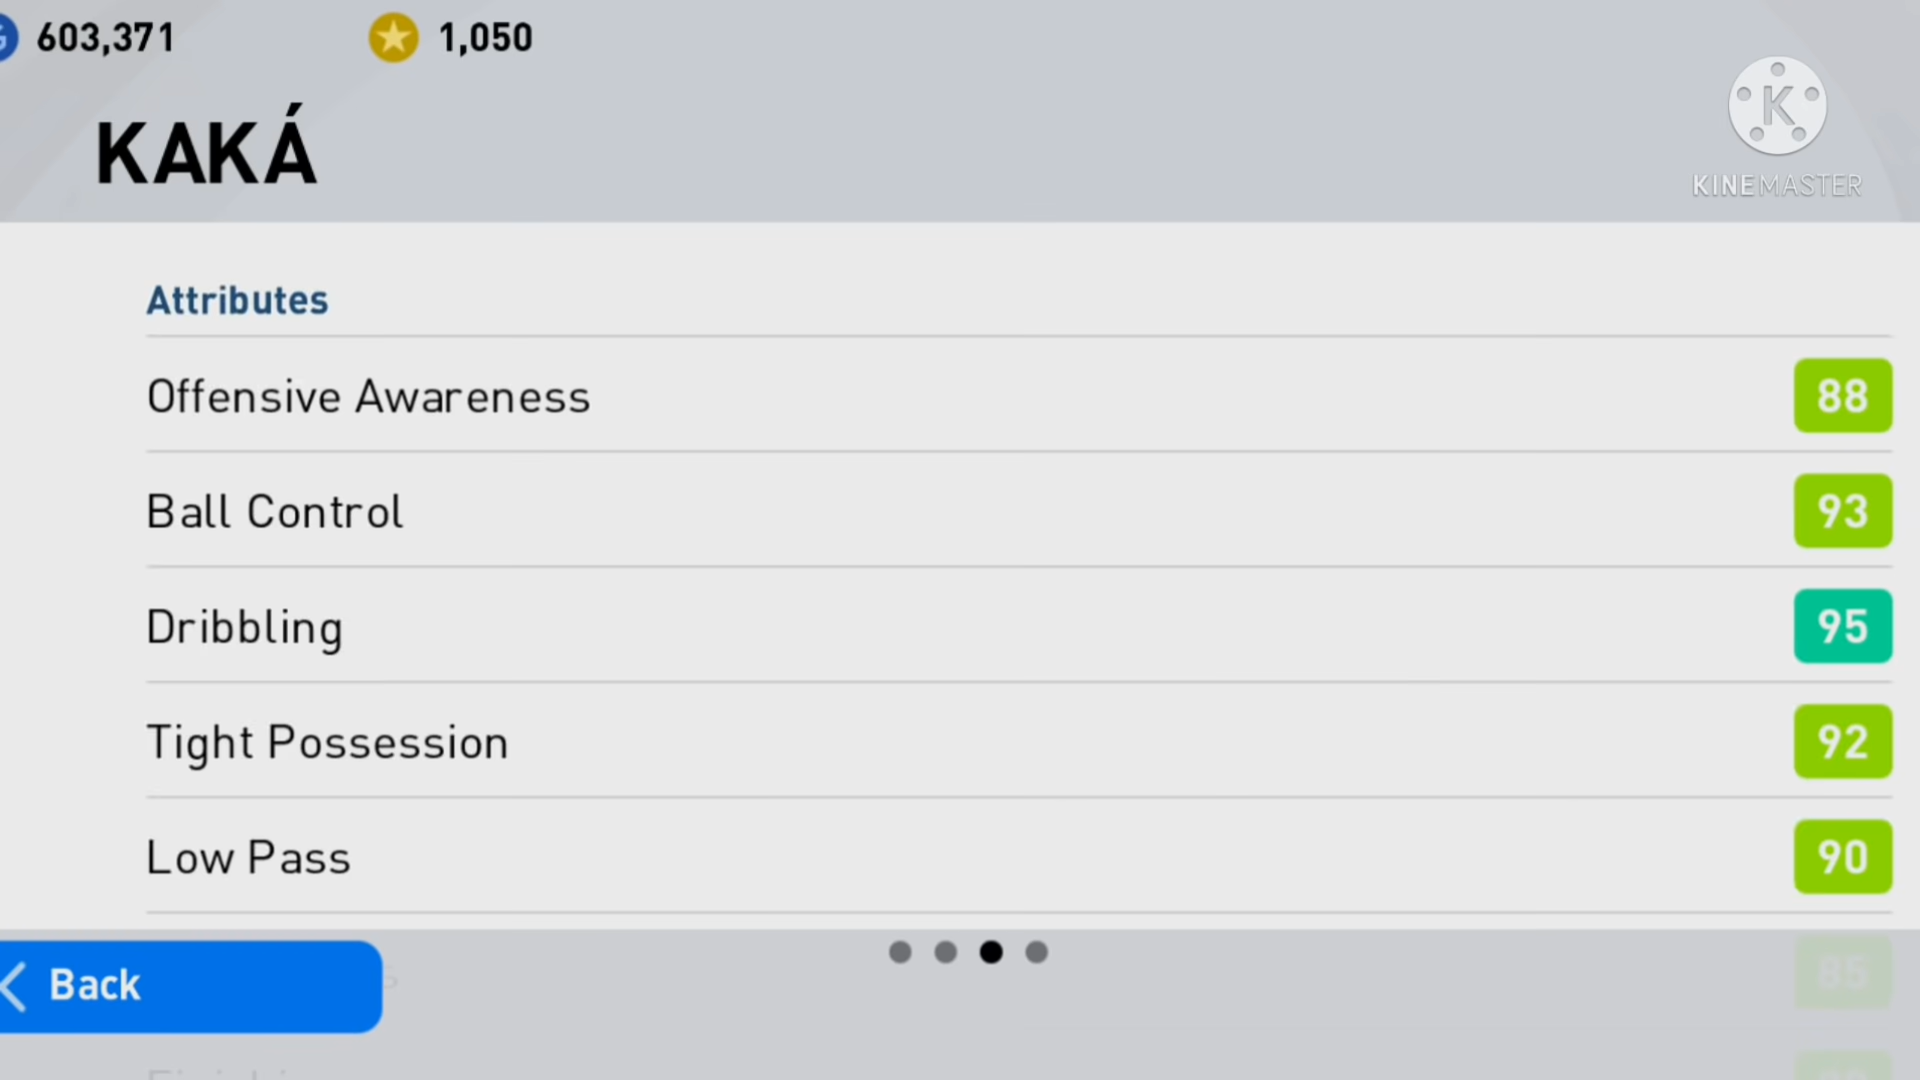 603,371
1,050
KAKÁ
K
KINEMASTER
Attributes
Offensive Awareness 88
Ball Control 93
Dribbling 95
Tight Possession 92
Low Pass 90
Back
85